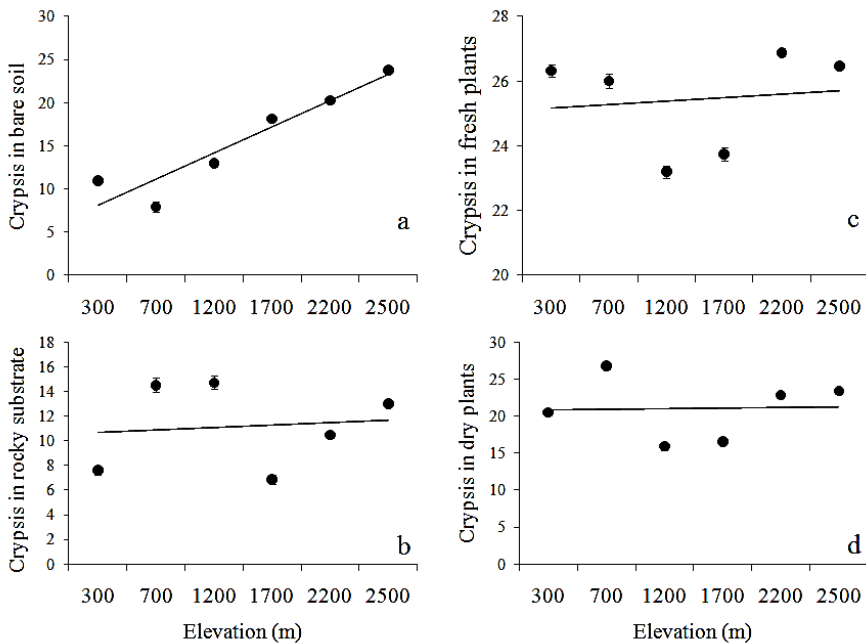 Crypsis in bare soil
30
25
20
15
10
5
0
a
300 700 1200 1700 2200 2500
Crypsis in rocky substrate
18
16
14
12
10
8
6
4
2
0
b
300 700 1200 1700 2200 2500
Elevation (m)
Crypsis in fresh plants
28
26
24
22
20
c
300 700 1200 1700 2200 2500
Crypsis in dry plants
30
25
20
15
10
5
0
d
300 700 1200 1700 2200 2500
Elevation (m)